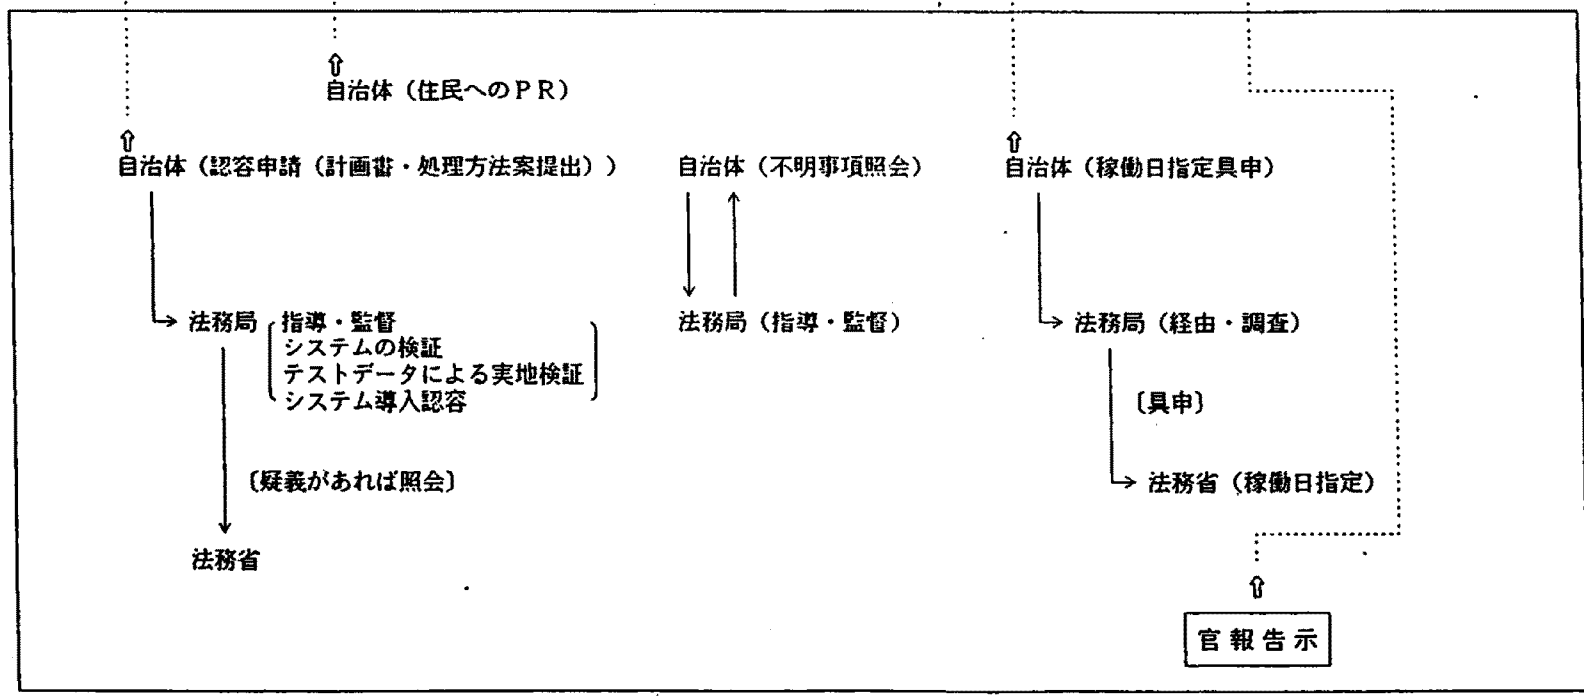 自治体（住民へのＰＲ）
自治体（認容申請（計画書・処理方法案提出））
自治体（不明事項照会）
自治体（稼働日指定具申）
法務局
指導・監督
システムの検証
テストデータによる実地検証
システム導入認容
法務局（指導・監督）
法務局（経由・調査）
〔具申〕
〔疑義があれば照会〕
法務省（稼働日指定）
法務省
官報告示